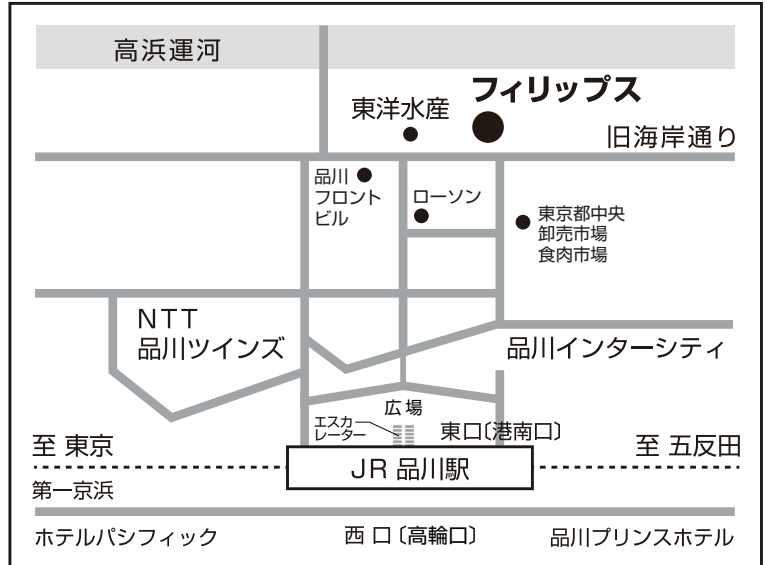 高浜運河
フィリップス
東洋水産
旧海岸通り
品川
フロント
ビル
ローソン
東京都中央
卸売市場
食肉市場
NTT
品川ツインズ
品川インターシティ
広場
エスカ
レーター
東口〔港南口〕
至 東京
至 五反田
JR 品川駅
第一京浜
ホテルパシフィック
西口〔高輪口〕
品川プリンスホテル